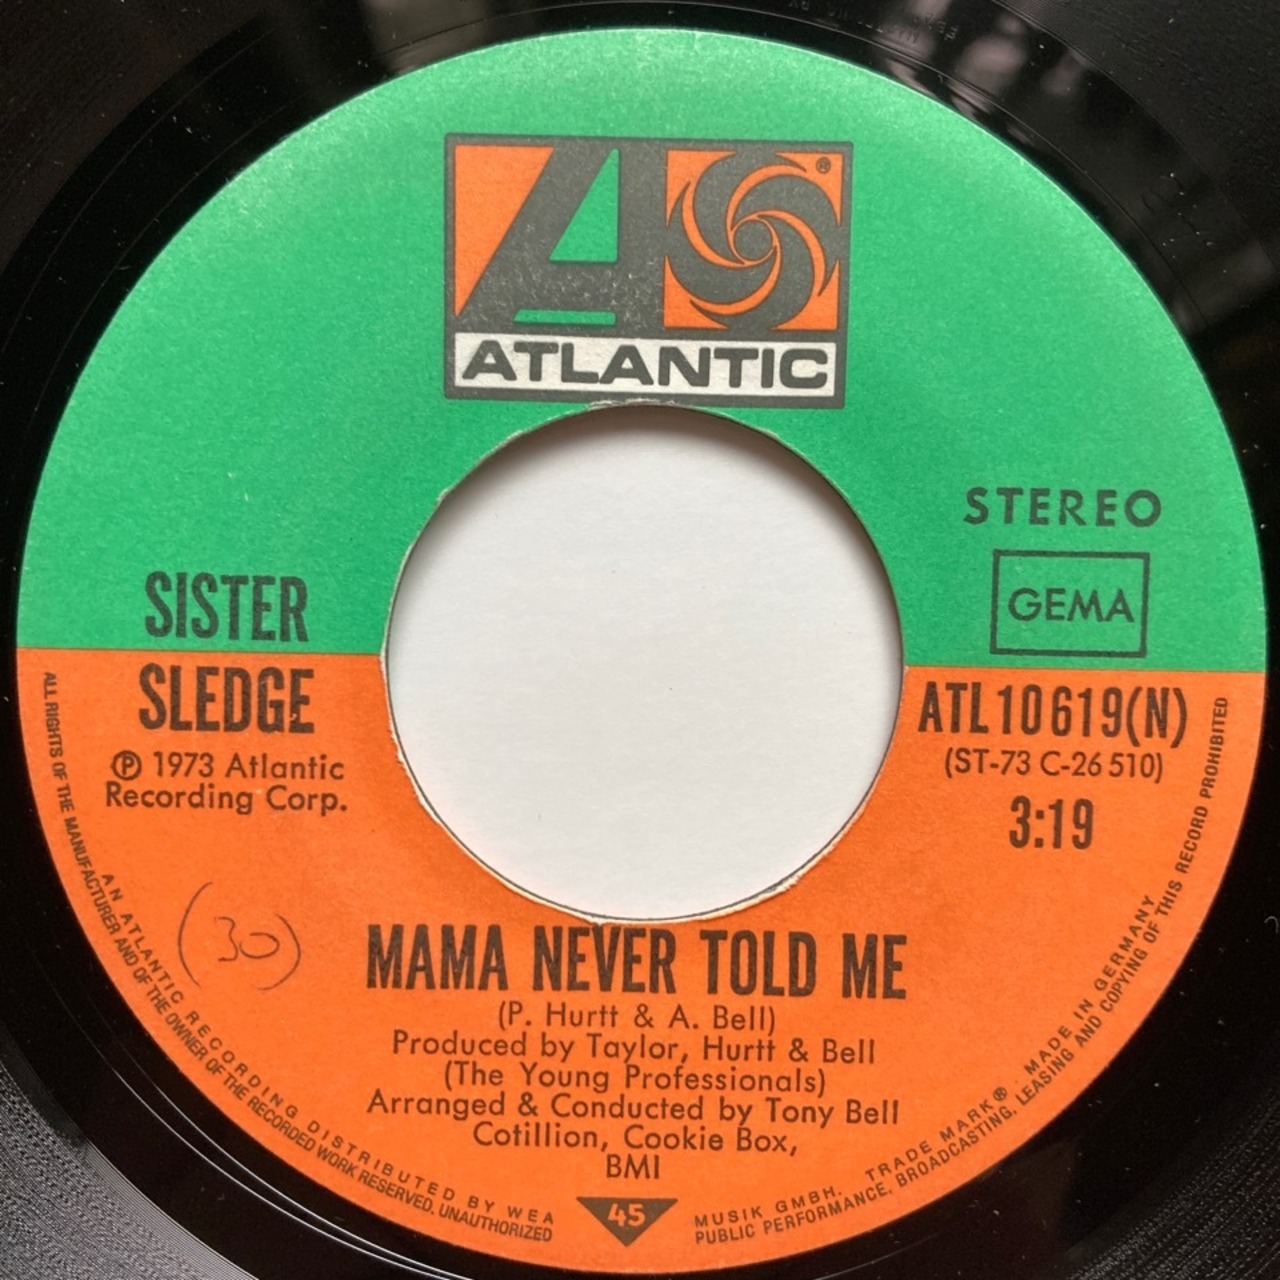 ATLANTIC
®
STEREO
GEMA
SISTER
SLEDGE
℗ 1973 Atlantic
Recording Corp.
ATL 10 619(N)
(ST-73 C-26 510)
3:19
(30)
MAMA NEVER TOLD ME
(P. Hurtt & A. Bell)
Produced by Taylor, Hurtt & Bell
(The Young Professionals)
Arranged & Conducted by Tony Bell
Cotillion, Cookie Box,
BMI
45
AN ATLANTIC RECORDING DISTRIBUTED BY WEA MUSIK GMBH. TRADE MARK® · MADE IN GERMANY
ALL RIGHTS OF THE MANUFACTURER AND OF THE OWNER OF THE RECORDED WORK RESERVED. UNAUTHORIZED PUBLIC PERFORMANCE, BROADCASTING, LEASING AND COPYING OF THIS RECORD PROHIBITED